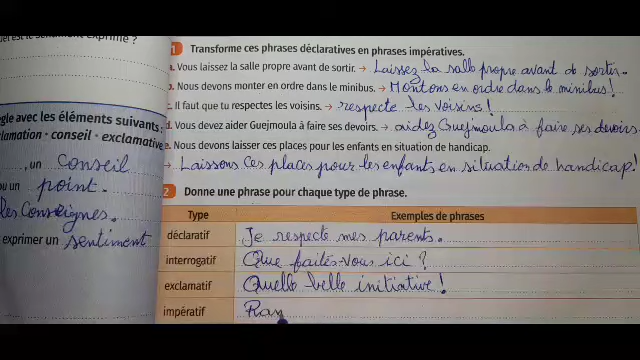 exprime ?
1 Transforme ces phrases déclaratives en phrases impératives.
a. Vous laissez la salle propre avant de sortir. → Laissez la salle propre avant de sortir.
b. Nous devons monter en ordre dans le minibus. → Montons en ordre dans le minibus!
c. Il faut que tu respectes les voisins. → respecte les voisins!
d. Vous devez aider Guejmoula à faire ses devoirs. → aidez Guejmoula à faire ses devoirs
e. Nous devons laisser ces places pour les enfants en situation de handicap.
→ Laissons ces places pour les enfants en situation de handicap!
2 Donne une phrase pour chaque type de phrase.
Type Exemples de phrases
déclaratif Je respecte mes parents.
interrogatif Que faites-vous ici ?
exclamatif Quelle belle initiative !
impératif Ran
avec les éléments suivants :
conseil · exclamative
, un conseil
un point.
les consignes.
exprimer un sentiment